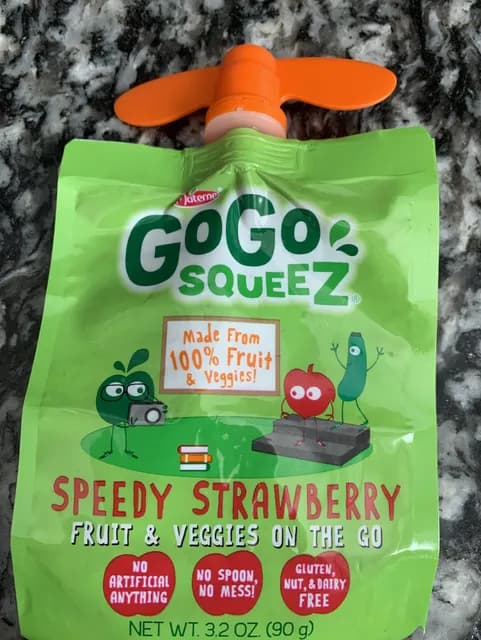 Materne
GoGo
SQUEEZ®
Made From
100% Fruit
& Veggies!
SPEEDY STRAWBERRY
FRUIT & VEGGIES ON THE GO
NO
ARTIFICIAL
ANYTHING
NO SPOON,
NO MESS!
GLUTEN,
NUT, & DAIRY
FREE
NET WT. 3.2 OZ. (90 g)